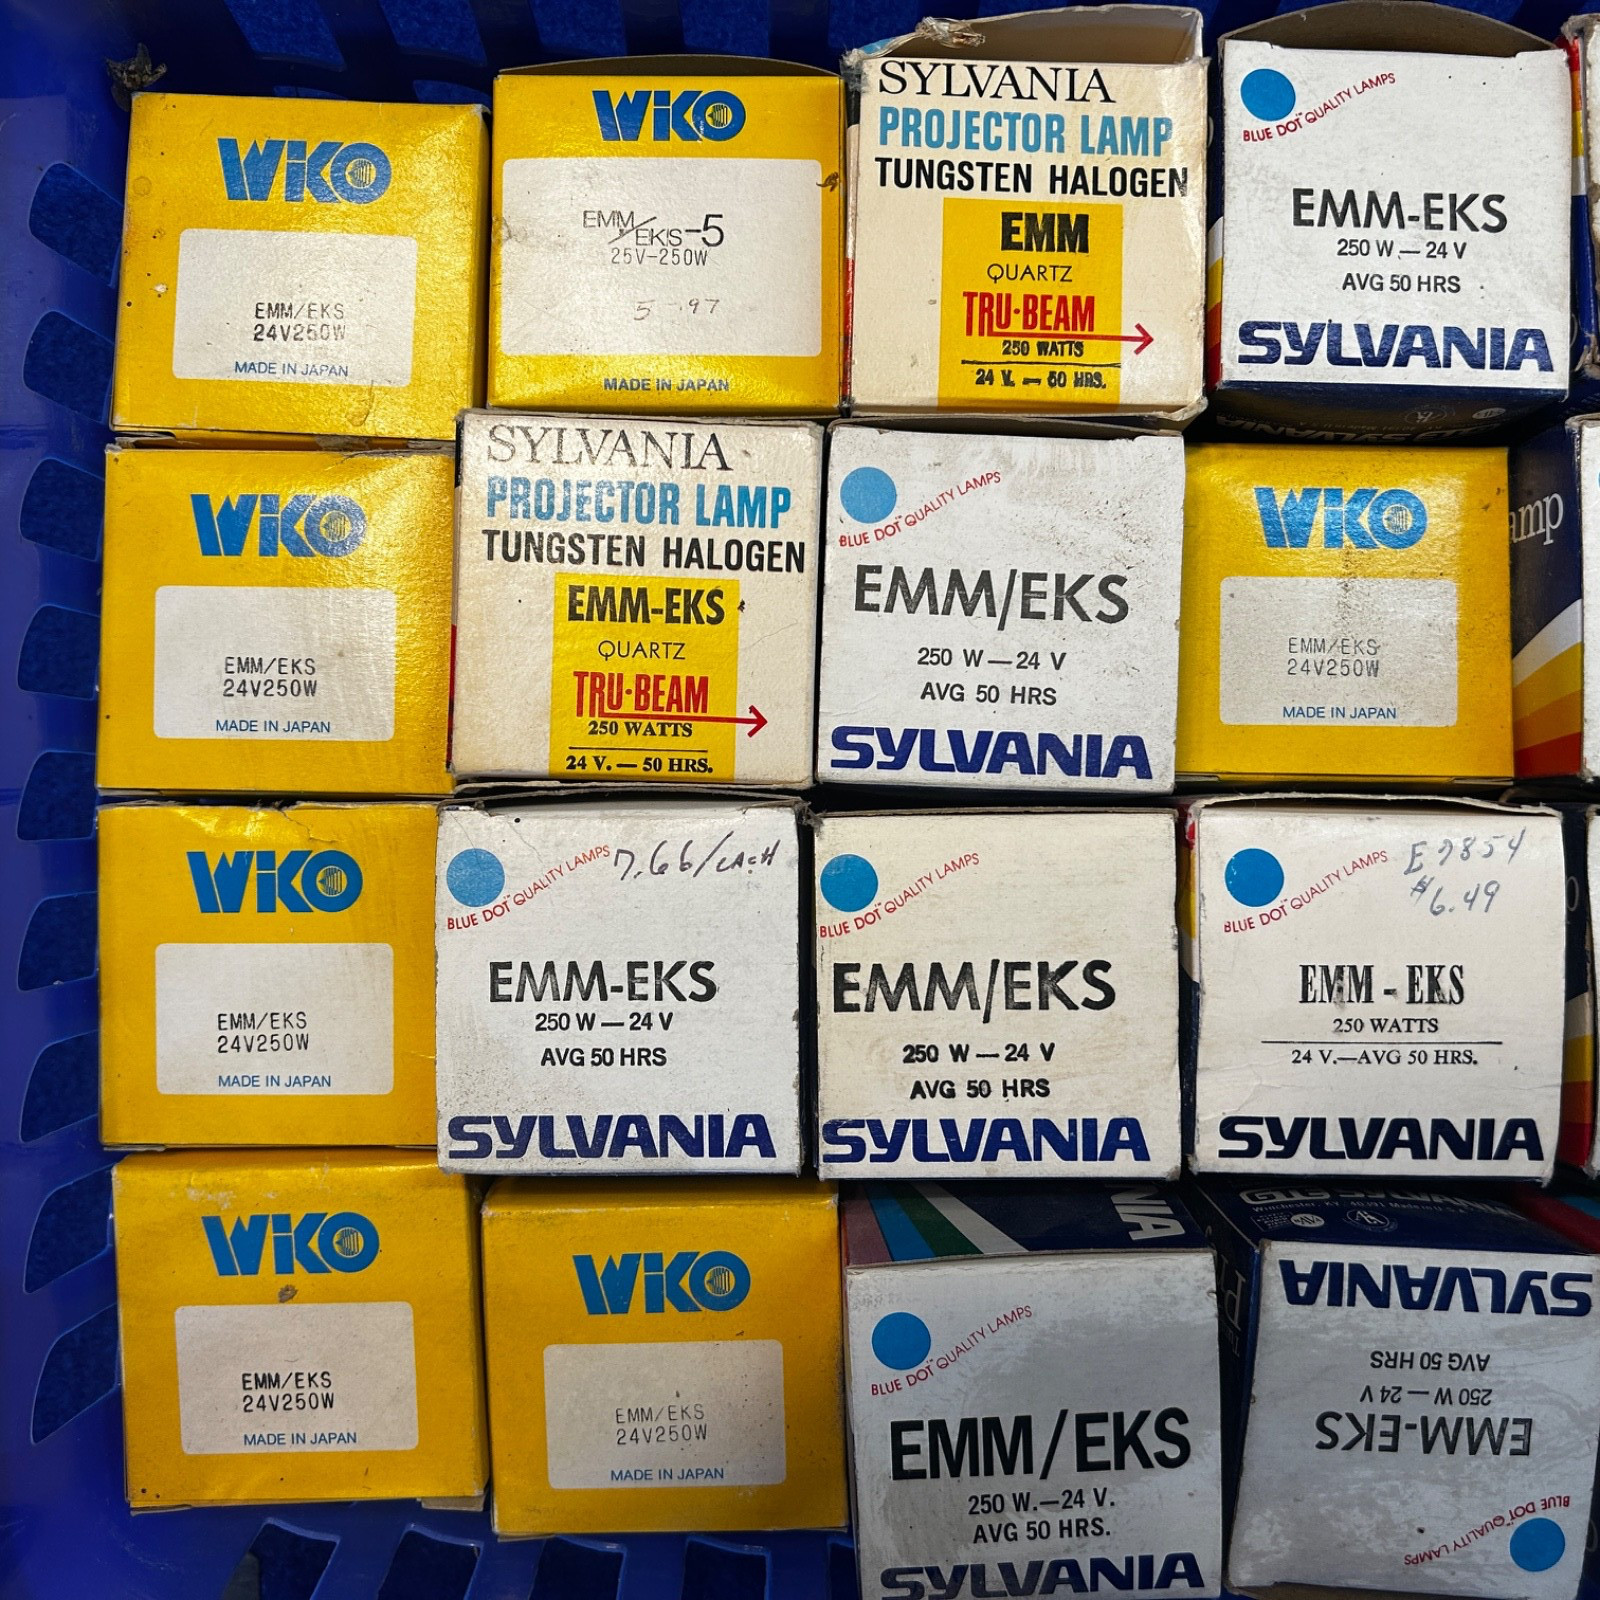 WIKO
EMM/EKS
24V250W
MADE IN JAPAN
WIKO
EMM/EKS-5
25V-250W
5 - 97
MADE IN JAPAN
SYLVANIA
PROJECTOR LAMP
TUNGSTEN HALOGEN
EMM
QUARTZ
TRU·BEAM
250 WATTS
24 V. — 50 HRS.
BLUE DOT QUALITY LAMPS
EMM-EKS
250 W — 24 V
AVG 50 HRS
SYLVANIA
SYLVANIA
WIKO
EMM/EKS
24V250W
MADE IN JAPAN
SYLVANIA
PROJECTOR LAMP
TUNGSTEN HALOGEN
EMM-EKS
QUARTZ
TRU·BEAM
250 WATTS
24 V. — 50 HRS.
BLUE DOT QUALITY LAMPS
EMM/EKS
250 W — 24 V
AVG 50 HRS
SYLVANIA
WIKO
EMM/EKS
24V250W
MADE IN JAPAN
amp
WIKO
EMM/EKS
24V250W
MADE IN JAPAN
BLUE DOT QUALITY LAMPS
7.66/EACH
EMM-EKS
250 W — 24 V
AVG 50 HRS
SYLVANIA
BLUE DOT QUALITY LAMPS
EMM/EKS
250 W — 24 V
AVG 50 HRS
SYLVANIA
BLUE DOT QUALITY LAMPS
E9854
#6.49
EMM - EKS
250 WATTS
24 V.—AVG 50 HRS.
SYLVANIA
WIKO
EMM/EKS
24V250W
MADE IN JAPAN
WIKO
EMM/EKS
24V250W
MADE IN JAPAN
NIA
BLUE DOT QUALITY LAMPS
EMM/EKS
250 W.—24 V.
AVG 50 HRS.
SYLVANIA
GTE SYLVANIA
BLUE DOT QUALITY LAMPS
EMM-EKS
250 W — 24 V
AVG 50 HRS
SYLVANIA